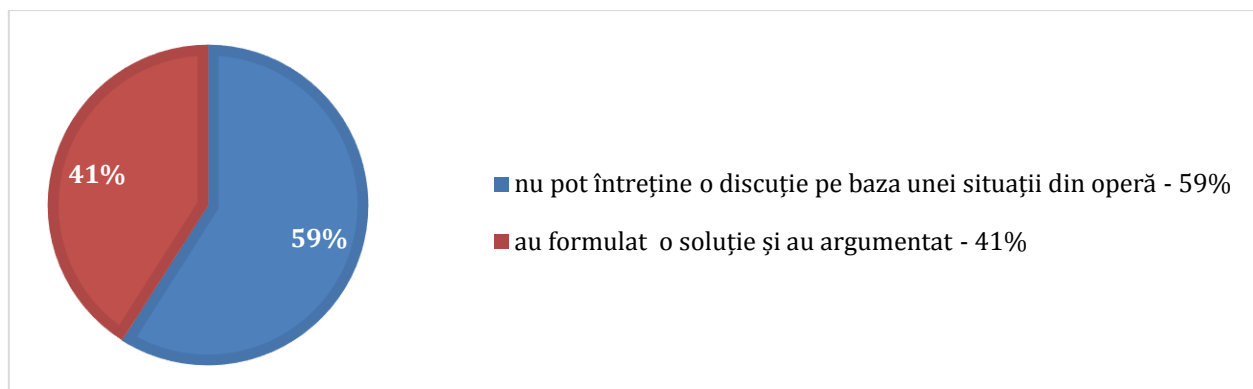 41%
59%
nu pot întreține o discuție pe baza unei situații din operă - 59%
au formulat o soluție și au argumentat - 41%